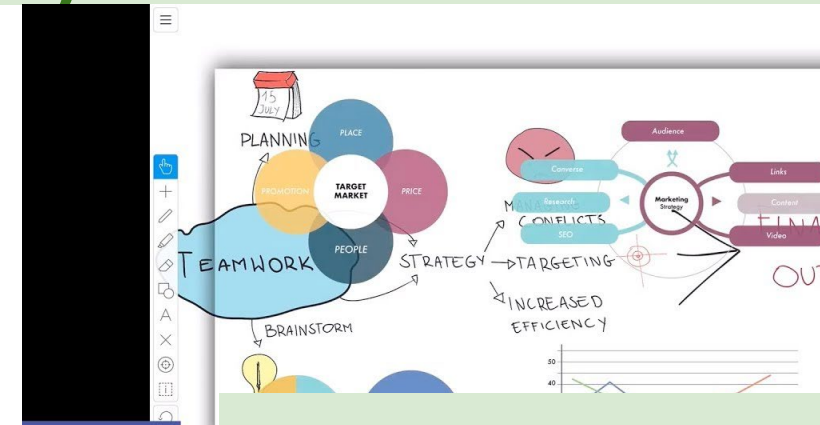 15
JULY
PLANNING
PLACE
PROMOTION
TARGET
MARKET
PRICE
PEOPLE
TEAMWORK
BRAINSTORM
STRATEGY
CONFLICTS
TARGETING
INCREASED
EFFICIENCY
Audience
Converse
Research
SEO
Marketing
Strategy
Links
Content
Video
50
40
A